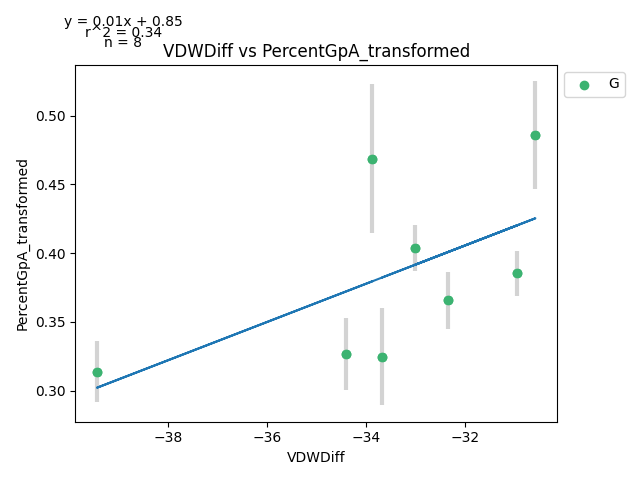 y = 0.01x + 0.85
r^2 = 0.34
n = 8
VDWDiff vs PercentGpA_transformed
G
PercentGpA_transformed
0.50
0.45
0.40
0.35
0.30
−38
−36
−34
−32
VDWDiff